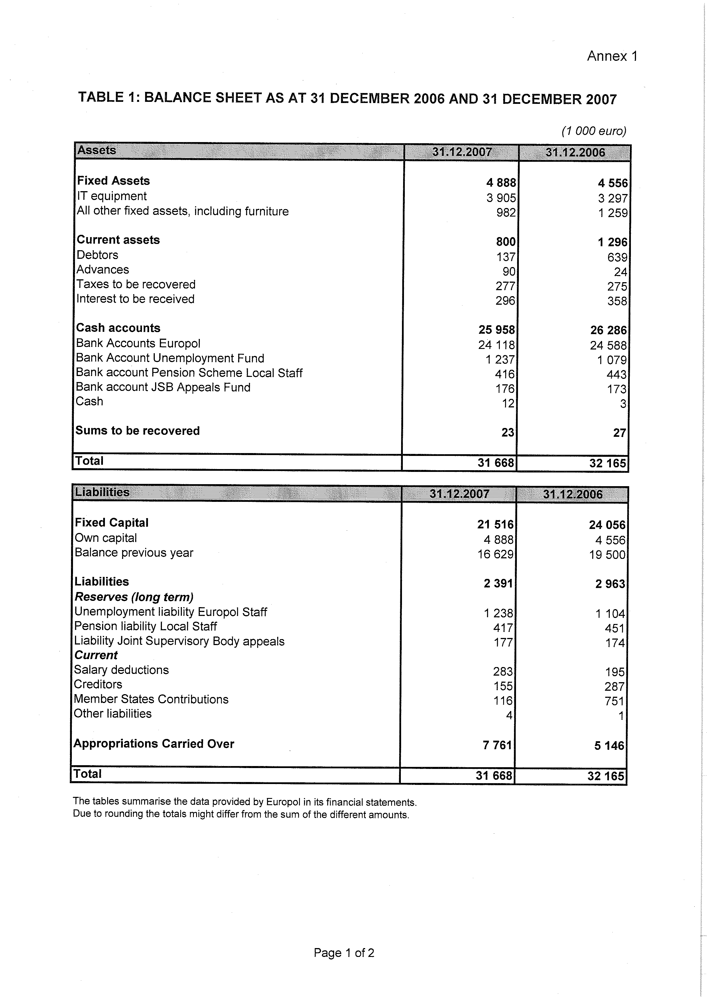 Annex 1
TABLE 1: BALANCE SHEET AS AT 31 DECEMBER 2006 AND 31 DECEMBER 2007
(1 000 euro)
Assets 31.12.2007 31.12.2006
Fixed Assets 4 888 4 556
IT equipment 3 905 3 297
All other fixed assets, including furniture 982 1 259
Current assets 800 1 296
Debtors 137 639
Advances 90 24
Taxes to be recovered 277 275
Interest to be received 296 358
Cash accounts 25 958 26 286
Bank Accounts Europol 24 118 24 588
Bank Account Unemployment Fund 1 237 1 079
Bank account Pension Scheme Local Staff 416 443
Bank account JSB Appeals Fund 176 173
Cash 12 3
Sums to be recovered 23 27
Total 31 668 32 165
Liabilities 31.12.2007 31.12.2006
Fixed Capital 21 516 24 056
Own capital 4 888 4 556
Balance previous year 16 629 19 500
Liabilities 2 391 2 963
Reserves (long term)
Unemployment liability Europol Staff 1 238 1 104
Pension liability Local Staff 417 451
Liability Joint Supervisory Body appeals 177 174
Current
Salary deductions 283 195
Creditors 155 287
Member States Contributions 116 751
Other liabilities 4 1
Appropriations Carried Over 7 761 5 146
Total 31 668 32 165
The tables summarise the data provided by Europol in its financial statements.
Due to rounding the totals might differ from the sum of the different amounts.
Page 1 of 2